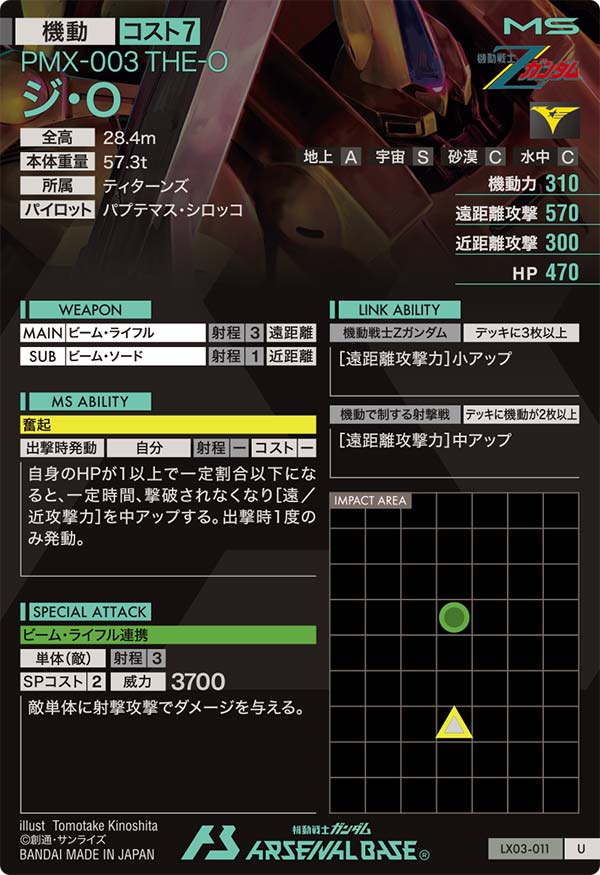 機動 コスト7
MS
PMX-003 THE-O
ジ・O
機動戦士
Zガンダム
全高 28.4m
本体重量 57.3t
所属 ティターンズ
パイロット パプテマス・シロッコ
地上 A 宇宙 S 砂漠 C 水中 C
機動力 310
遠距離攻撃 570
近距離攻撃 300
HP 470
WEAPON
MAIN ビーム・ライフル 射程 3 遠距離
SUB ビーム・ソード 射程 1 近距離
MS ABILITY
奮起
出撃時発動 自分 射程 ー コスト ー
自身のHPが1以上で一定割合以下にな
ると、一定時間、撃破されなくなり[遠／
近攻撃力]を中アップする。出撃時1度の
み発動。
SPECIAL ATTACK
ビーム・ライフル連携
単体(敵) 射程 3
SPコスト 2 威力 3700
敵単体に射撃攻撃でダメージを与える。
LINK ABILITY
機動戦士Zガンダム デッキに3枚以上
[遠距離攻撃力]小アップ
機動で制する射撃戦 デッキに機動が2枚以上
[遠距離攻撃力]中アップ
IMPACT AREA
illust Tomotake Kinoshita
©創通・サンライズ
BANDAI MADE IN JAPAN
機動戦士ガンダム
ARSENAL BASE®
LX03-011 U